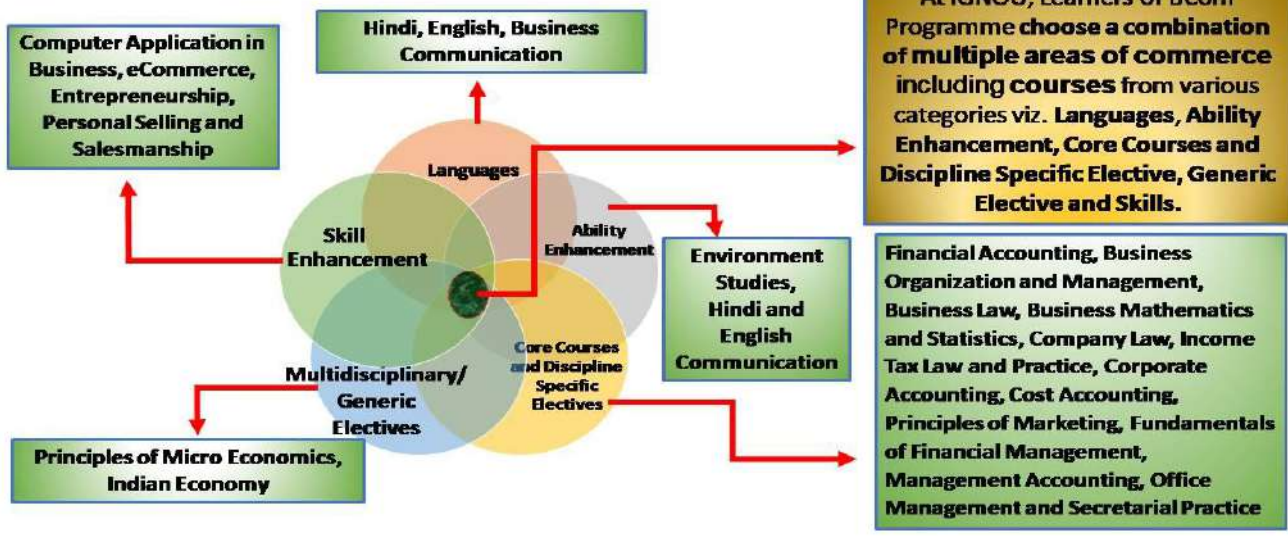 Computer Application in
Business, eCommerce,
Entrepreneurship,
Personal Selling and
Salesmanship
Hindi, English, Business
Communication
At IGNOU, Learners of BCom
Programme choose a combination
of multiple areas of commerce
including courses from various
categories viz. Languages, Ability
Enhancement, Core Courses and
Discipline Specific Elective, Generic
Elective and Skills.
Languages
Skill
Enhancement
Ability
Enhancement
Core Courses
and Discipline
Specific
Electives
Multidisciplinary/
Generic
Electives
Environment
Studies,
Hindi and
English
Communication
Financial Accounting, Business
Organization and Management,
Business Law, Business Mathematics
and Statistics, Company Law, Income
Tax Law and Practice, Corporate
Accounting, Cost Accounting,
Principles of Marketing, Fundamentals
of Financial Management,
Management Accounting, Office
Management and Secretarial Practice
Principles of Micro Economics,
Indian Economy